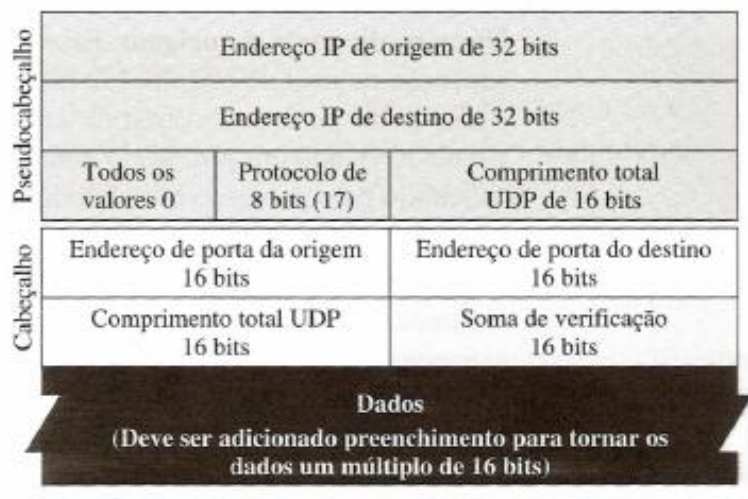 Pseudocabeçalho
Endereço IP de origem de 32 bits
Endereço IP de destino de 32 bits
Todos os
valores 0
Protocolo de
8 bits (17)
Comprimento total
UDP de 16 bits
Cabeçalho
Endereço de porta da origem
16 bits
Endereço de porta do destino
16 bits
Comprimento total UDP
16 bits
Soma de verificação
16 bits
Dados
(Deve ser adicionado preenchimento para tornar os
dados um múltiplo de 16 bits)